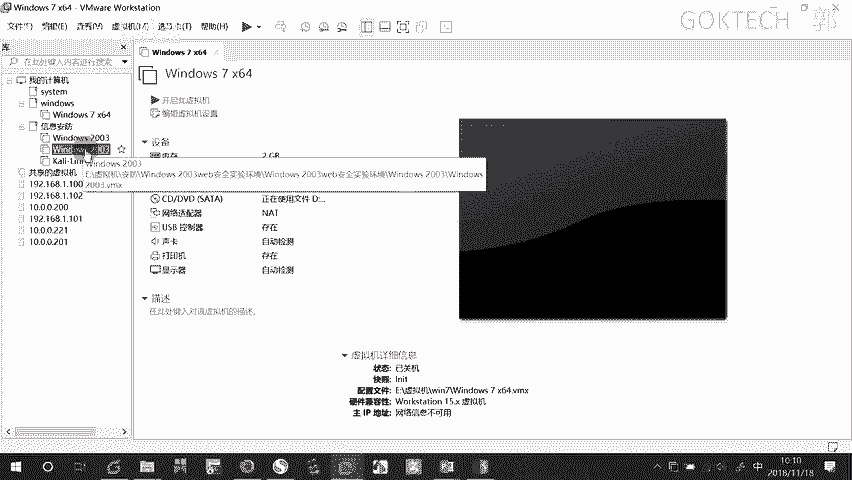 Windows 7 x64 - VMware Workstation
GOKTECH 郭
文件(F) 编辑(E) 查看(V) 虚拟机(M) 选项卡(T) 帮助(H)
库
在此处键入内容进行搜索
我的计算机
system
windows
Windows 7 x64
信息安防
Windows 2003
Windows 2003
Kali-Lin
共享的虚拟机
192.168.1.100
192.168.1.102
10.0.0.200
192.168.1.101
10.0.0.221
10.0.0.201
Windows 7 x64
Windows 7 x64
开启此虚拟机
编辑虚拟机设置
设备
内存 2 GB
Windows 2003
E:\虚拟机\安防\Windows 2003web安全实验环境\Windows 2003web安全实验环境\Windows 2003\Windows
2003.vmx
CD/DVD (SATA) 正在使用文件 D:...
网络适配器 NAT
USB 控制器 存在
声卡 自动检测
打印机 存在
显示器 自动检测
描述
在此处键入对该虚拟机的描述。
虚拟机详细信息
状态: 已关机
快照: Init
配置文件: E:\虚拟机\win7\Windows 7 x64.vmx
硬件兼容性: Workstation 15.x 虚拟机
主 IP 地址: 网络信息不可用
中
10:10
2018/11/18